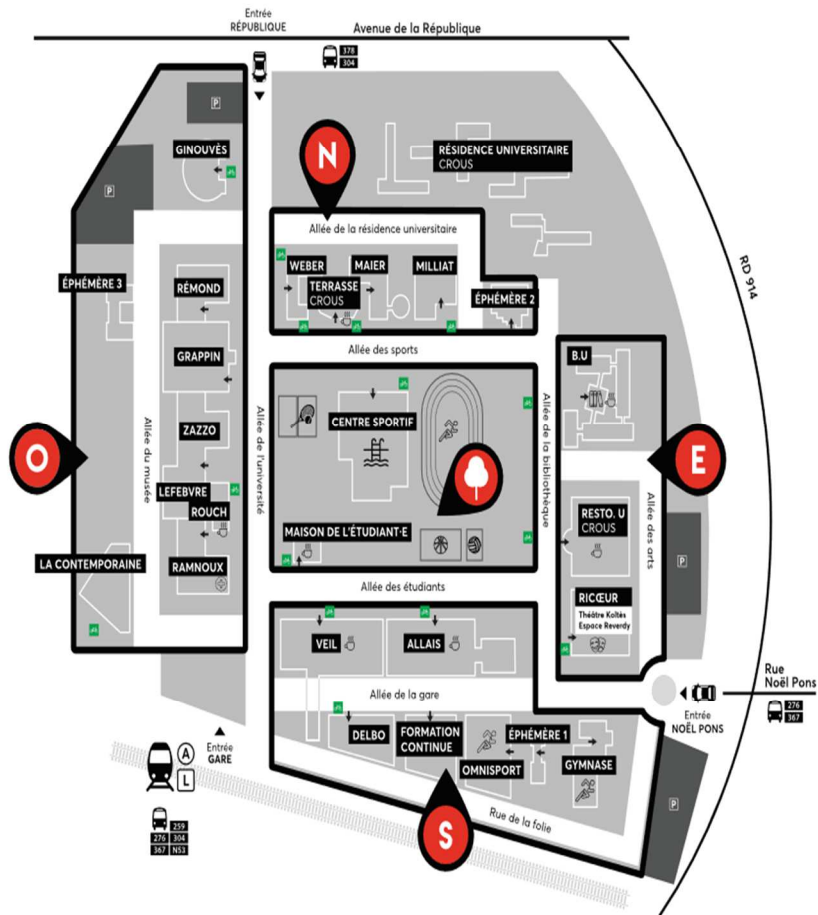 Entrée
RÉPUBLIQUE
Avenue de la République
378
304
P
GINOUVÈS
P
N
RÉSIDENCE UNIVERSITAIRE
CROUS
Allée de la résidence universitaire
RD 914
ÉPHÉMÈRE 3
RÉMOND
WEBER
MAIER
MILLIAT
TERRASSE
CROUS
ÉPHÉMÈRE 2
GRAPPIN
Allée des sports
B.U
Allée du musée
Allée de l'université
Allée de la bibliothèque
ZAZZO
CENTRE SPORTIF
O
E
LEFEBVRE
ROUCH
RESTO. U
CROUS
Allée des arts
MAISON DE L'ÉTUDIANT·E
LA CONTEMPORAINE
RAMNOUX
P
Allée des étudiants
RICŒUR
Théâtre Koltès
Espace Reverdy
VEIL
ALLAIS
Rue
Noël Pons
Allée de la gare
Entrée
NOËL PONS
276
367
DELBO
FORMATION
CONTINUE
ÉPHÉMÈRE 1
OMNISPORT
GYMNASE
Entrée
GARE
A
L
P
Rue de la folie
S
259
276 304
367 N53